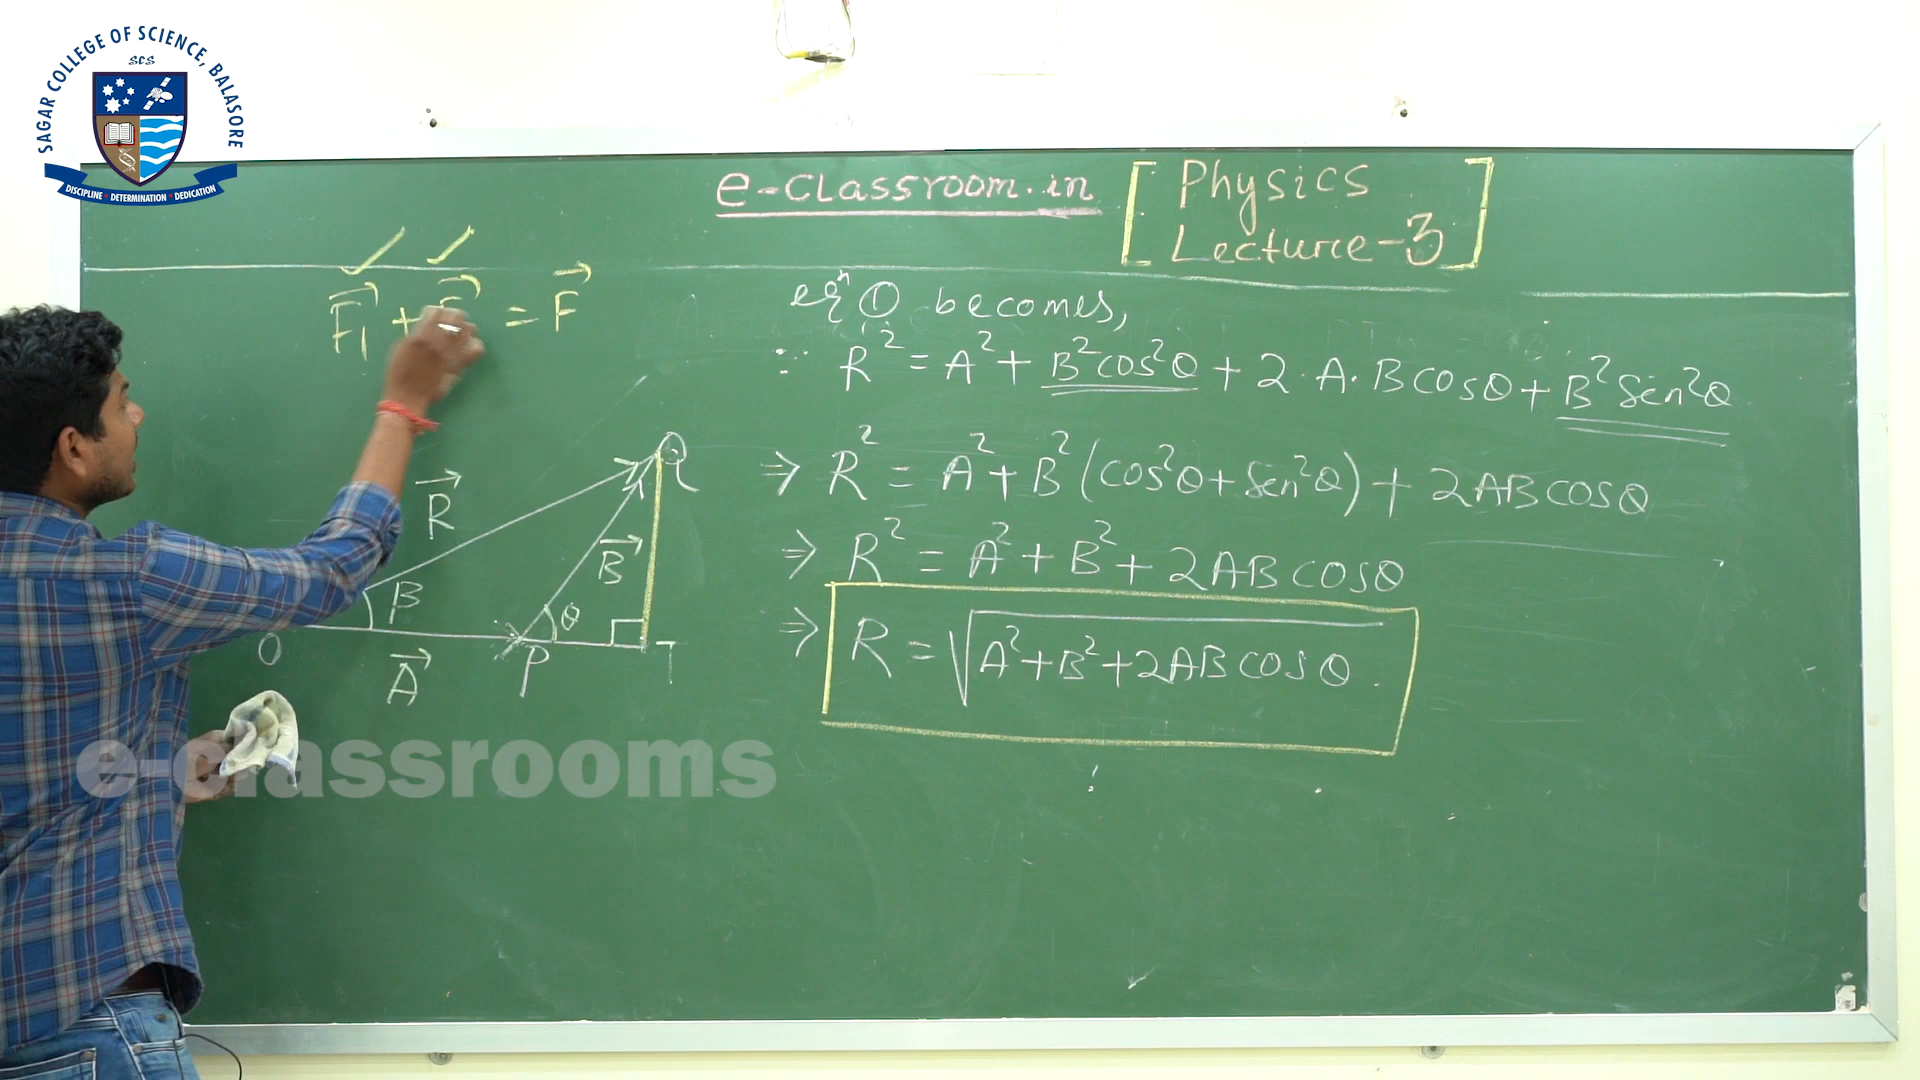 SAGAR COLLEGE OF SCIENCE, BALASORE
SCS
DISCIPLINE • DETERMINATION • DEDICATION
e-classroom.in
[Physics
Lecture-3]
F⃗₁ + F⃗ = F⃗
eqⁿ ① becomes,
∵ R² = A² + B²cos²θ + 2·A·Bcosθ + B²sin²θ
⇒ R² = A² + B²(cos²θ + sin²θ) + 2ABcosθ
⇒ R² = A² + B² + 2ABcosθ
⇒ R = √A² + B² + 2ABcosθ
Q
R⃗
B⃗
β
θ
O
A⃗
P
T
e-classrooms